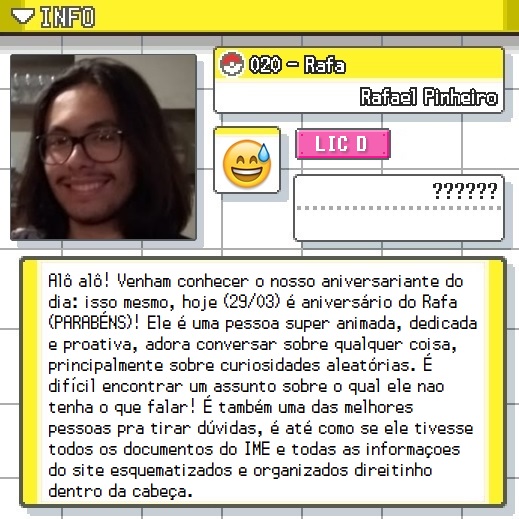 INFO
020 - Rafa
Rafael Pinheiro
LIC D
??????
Alô alô! Venham conhecer o nosso aniversariante do
dia: isso mesmo, hoje (29/03) é aniversário do Rafa
(PARABÉNS)! Ele é uma pessoa super animada, dedicada
e proativa, adora conversar sobre qualquer coisa,
principalmente sobre curiosidades aleatórias. É
difícil encontrar um assunto sobre o qual ele nao
tenha o que falar! É também uma das melhores
pessoas pra tirar dúvidas, é até como se ele tivesse
todos os documentos do IME e todas as informaçoes
do site esquematizados e organizados direitinho
dentro da cabeça.